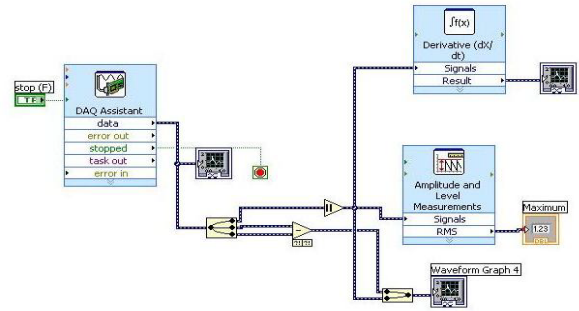 ∫f(x)
Derivative (dX/
dt)
Signals
Result
stop (F)
TF
DAQ Assistant
data
error out
stopped
task out
error in
Amplitude and
Level
Measurements
Signals
RMS
Maximum
1.23
DBL
Waveform Graph 4